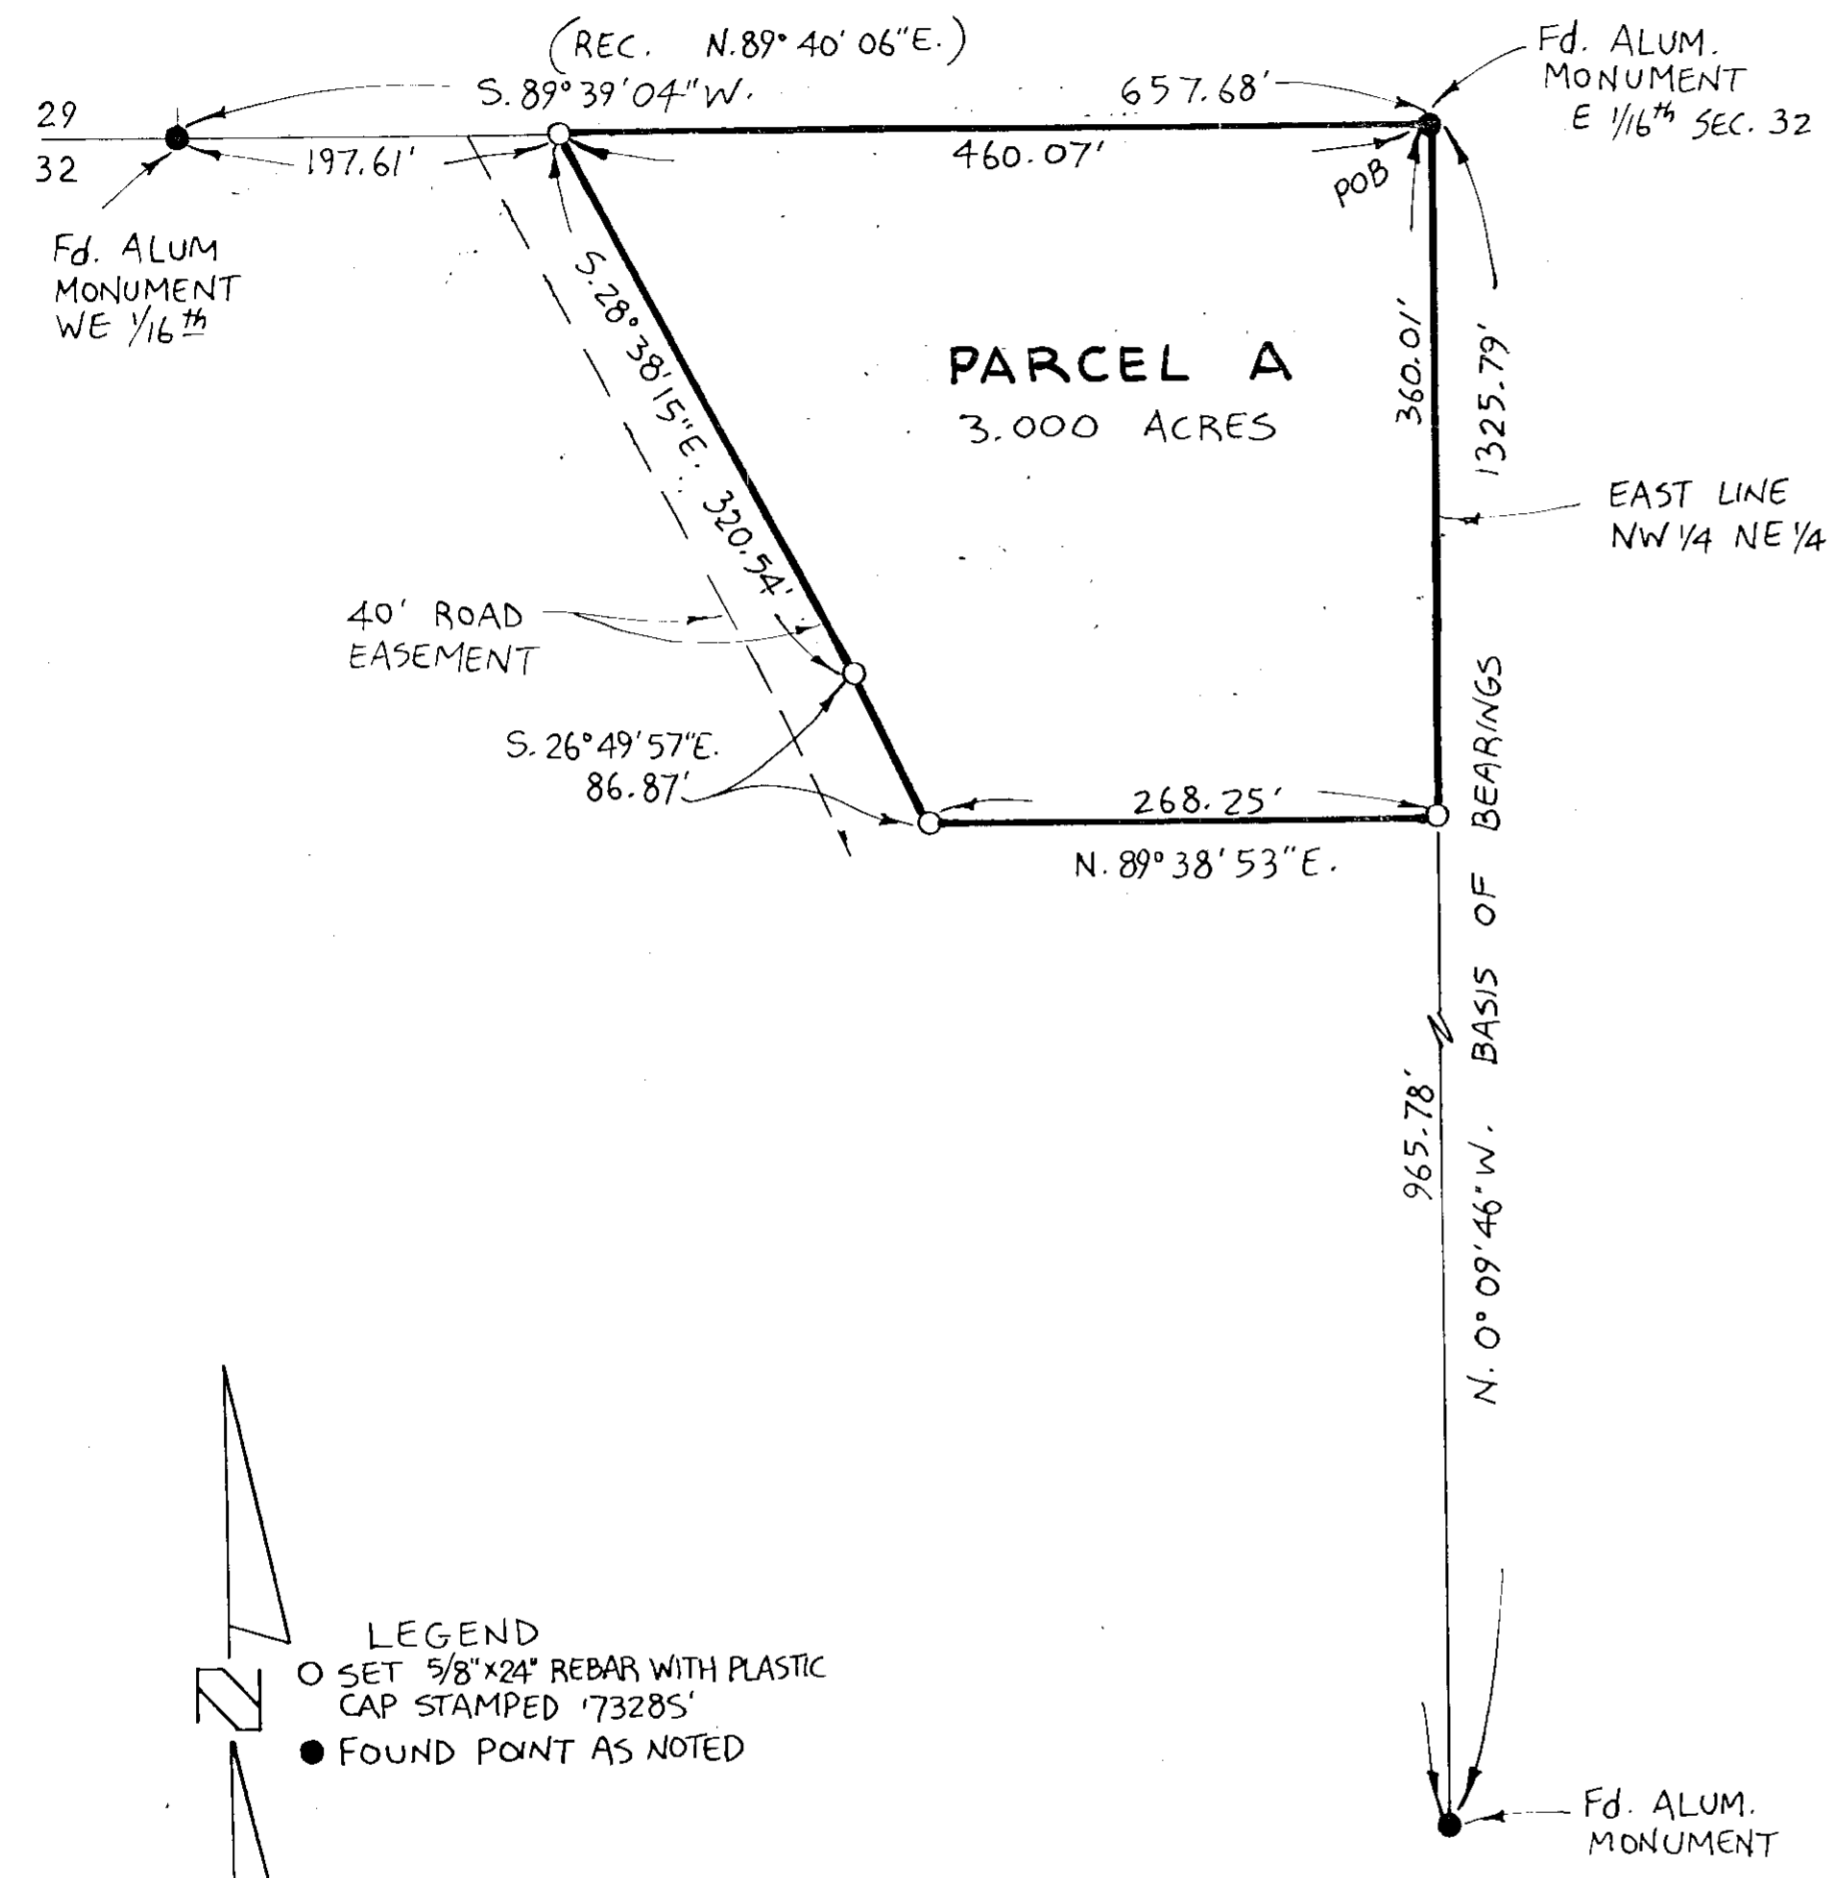 (REC. N.89° 40' 06"E.)
S. 89° 39' 04" W.
657.68'
Fd. ALUM.
MONUMENT
E 1/16th SEC. 32
29
32
197.61'
460.07'
POB
Fd. ALUM
MONUMENT
WE 1/16th
S. 28° 38' 15" E. 320.54'
PARCEL A
3.000 ACRES
360.01'
1325.79'
EAST LINE
NW 1/4 NE 1/4
40' ROAD
EASEMENT
S. 26° 49' 57" E.
86.87'
268.25'
N. 89° 38' 53" E.
965.78'
N. 0° 09' 46" W. BASIS OF BEARINGS
N
LEGEND
O SET 5/8"x24" REBAR WITH PLASTIC
CAP STAMPED '7328S'
● FOUND POINT AS NOTED
Fd. ALUM.
MONUMENT